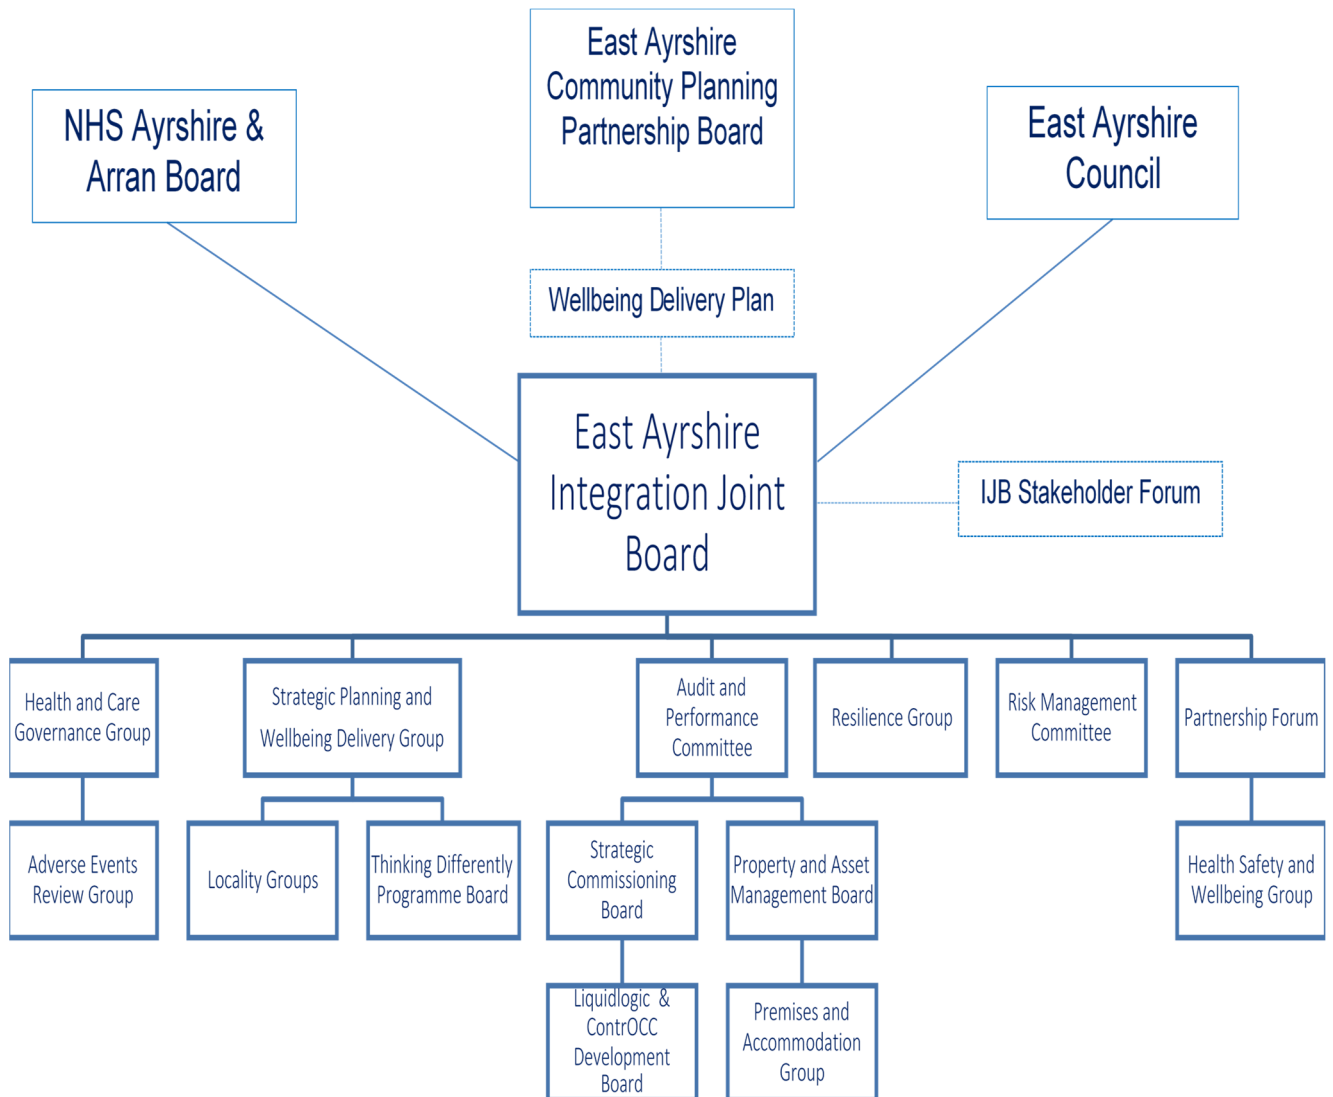 East Ayrshire
Community Planning
Partnership Board
NHS Ayrshire &
Arran Board
East Ayrshire
Council
Wellbeing Delivery Plan
East Ayrshire
Integration Joint
Board
IJB Stakeholder Forum
Health and Care
Governance Group
Strategic Planning and
Wellbeing Delivery Group
Audit and
Performance
Committee
Resilience Group
Risk Management
Committee
Partnership Forum
Adverse Events
Review Group
Locality Groups
Thinking Differently
Programme Board
Strategic
Commissioning
Board
Property and Asset
Management Board
Health Safety and
Wellbeing Group
Liquidlogic &
ContrOCC
Development
Board
Premises and
Accommodation
Group